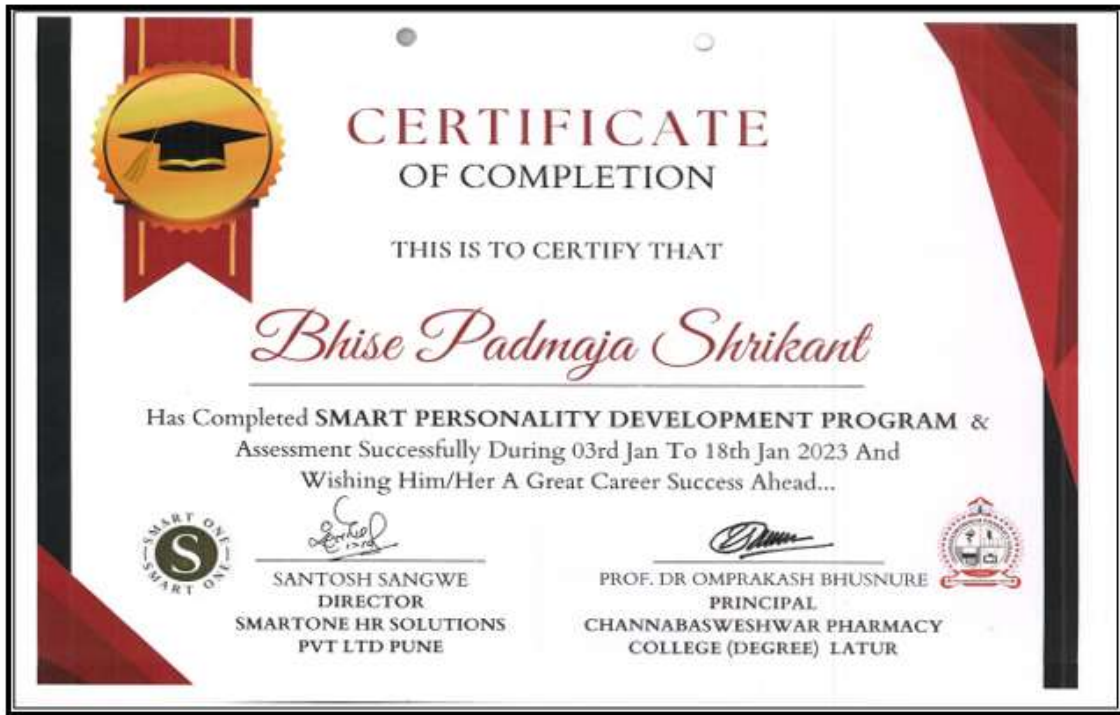 CERTIFICATE
OF COMPLETION
THIS IS TO CERTIFY THAT
Bhise Padmaja Shrikant
Has Completed SMART PERSONALITY DEVELOPMENT PROGRAM &
Assessment Successfully During 03rd Jan To 18th Jan 2023 And
Wishing Him/Her A Great Career Success Ahead...
SMART ONE
S
SMART ONE
SANTOSH SANGWE
DIRECTOR
SMARTONE HR SOLUTIONS
PVT LTD PUNE
PROF. DR OMPRAKASH BHUSNURE
PRINCIPAL
CHANNABASWESHWAR PHARMACY
COLLEGE (DEGREE) LATUR